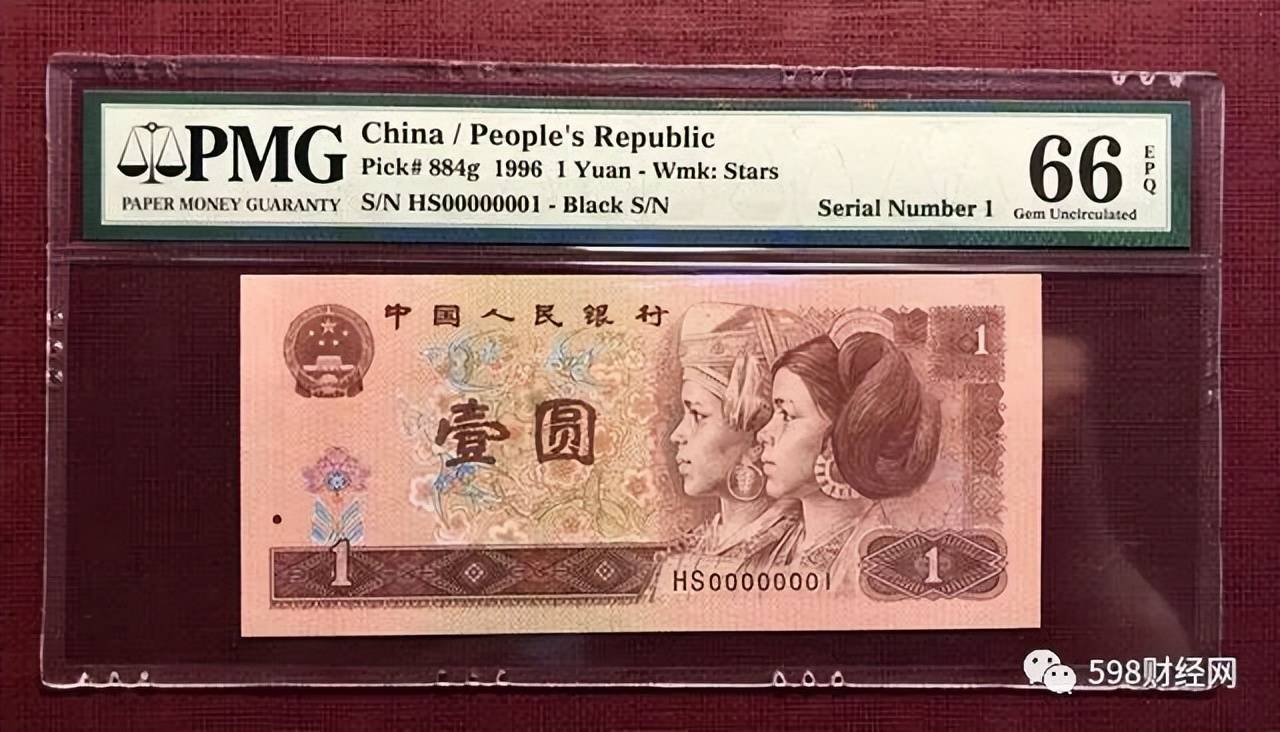 PMG
PAPER MONEY GUARANTY
China / People's Republic
Pick# 884g 1996 1 Yuan - Wmk: Stars
S/N HS00000001 - Black S/N
Serial Number 1
66
EPQ
Gem Uncirculated
中国人民银行
1
壹圆
1
HS00000001
1
598财经网